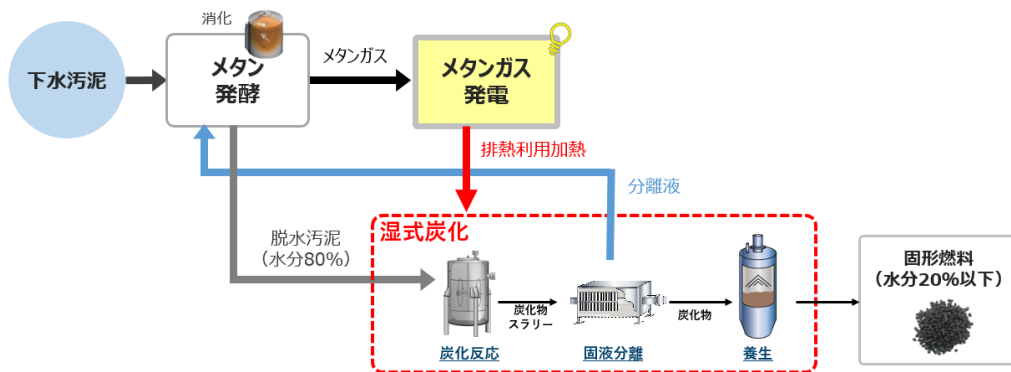 消化
下水汚泥
メタン
発酵
メタンガス
メタンガス
発電
排熱利用加熱
分離液
脱水汚泥
（水分80%）
湿式炭化
炭化物
スラリー
炭化物
炭化反応
固液分離
養生
固形燃料
（水分20%以下）